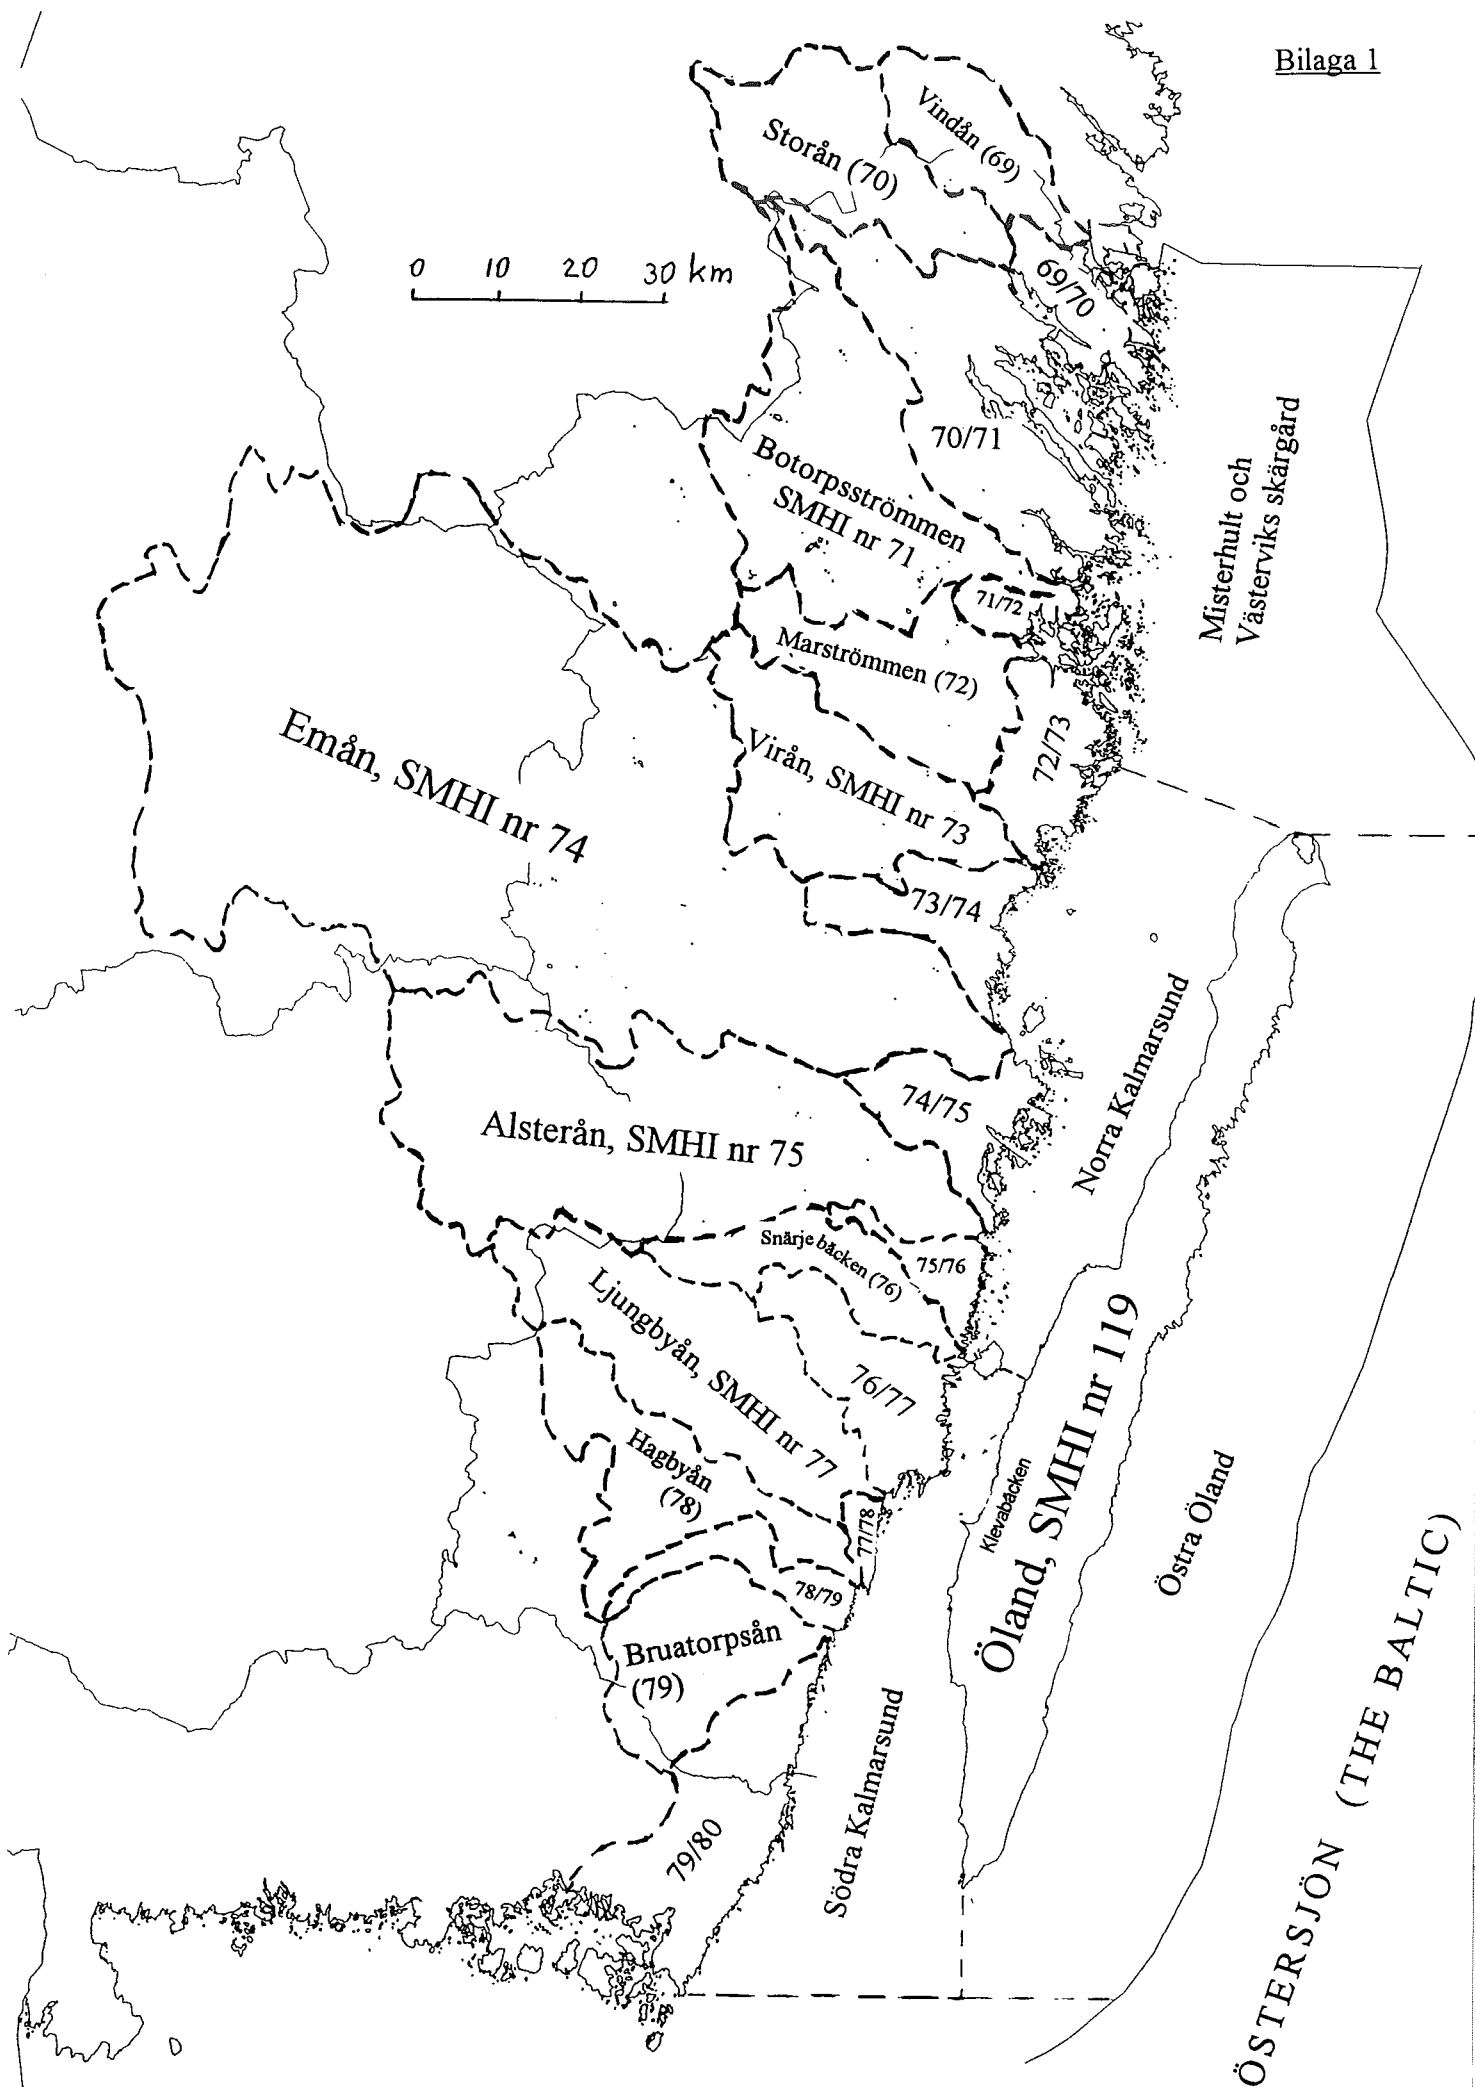 Bilaga 1
Vindån (69)
Storån (70)
0 10 20 30 km
69/70
70/71
Botorpsströmmen
SMHI nr 71
Misterhult och
Västerviks skärgård
71/72
Marströmmen (72)
72/73
Emån, SMHI nr 74
Virån, SMHI nr 73
73/74
Norra Kalmarsund
74/75
Alsterån, SMHI nr 75
Snärje bäcken (76)
75/76
Ljungbyån, SMHI nr 77
76/77
Öland, SMHI nr 119
Hagbyån
(78)
Klevabäcken
Östra Öland
77/78
78/79
Bruatorpsån
(79)
Södra Kalmarsund
79/80
ÖSTERSJÖN (THE BALTIC)